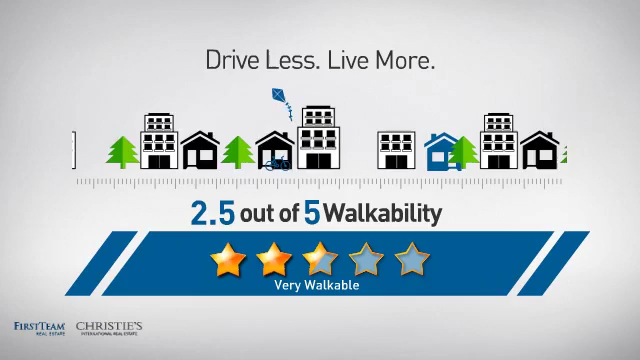 Drive Less. Live More.
2.5 out of 5 Walkability
Very Walkable
FIRSTTEAM
REAL ESTATE
CHRISTIE'S
INTERNATIONAL REAL ESTATE